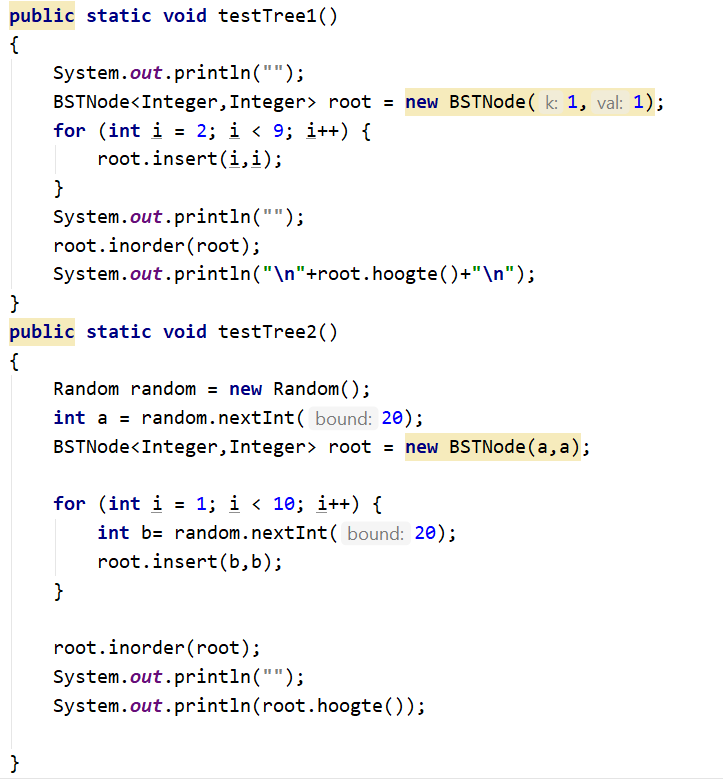 public static void testTree1()
{
    System.out.println("");
    BSTNode<Integer,Integer> root = new BSTNode( k: 1, val: 1);
    for (int i = 2; i < 9; i++) {
        root.insert(i,i);
    }
    System.out.println("");
    root.inorder(root);
    System.out.println("\n"+root.hoogte()+"\n");
}
public static void testTree2()
{
    Random random = new Random();
    int a = random.nextInt( bound: 20);
    BSTNode<Integer,Integer> root = new BSTNode(a,a);
    for (int i = 1; i < 10; i++) {
        int b= random.nextInt( bound: 20);
        root.insert(b,b);
    }
    root.inorder(root);
    System.out.println("");
    System.out.println(root.hoogte());
}